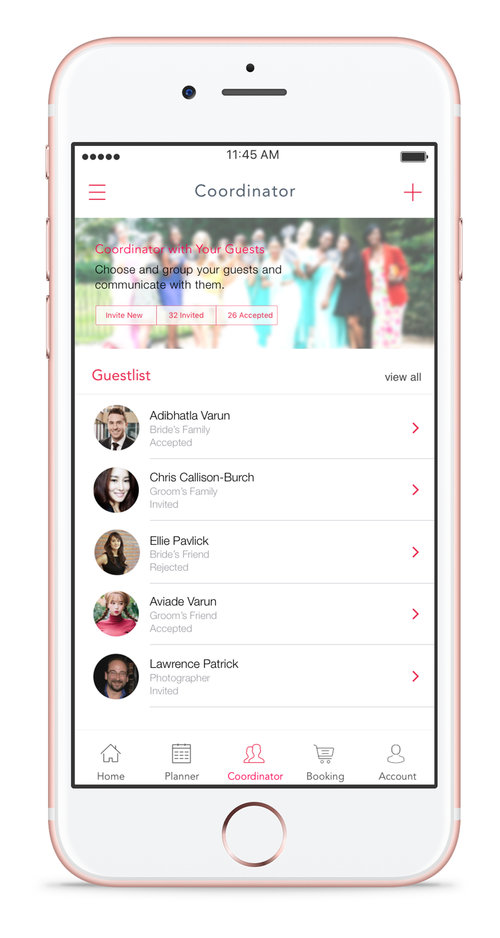 11:45 AM
Coordinator
Coordinator with Your Guests
Choose and group your guests and
communicate with them.
Invite New 32 Invited 26 Accepted
Guestlist view all
Adibhatla Varun
Bride's Family
Accepted
Chris Callison-Burch
Groom's Family
Invited
Ellie Pavlick
Bride's Friend
Rejected
Aviade Varun
Groom's Friend
Accepted
Lawrence Patrick
Photographer
Invited
Home Planner Coordinator Booking Account